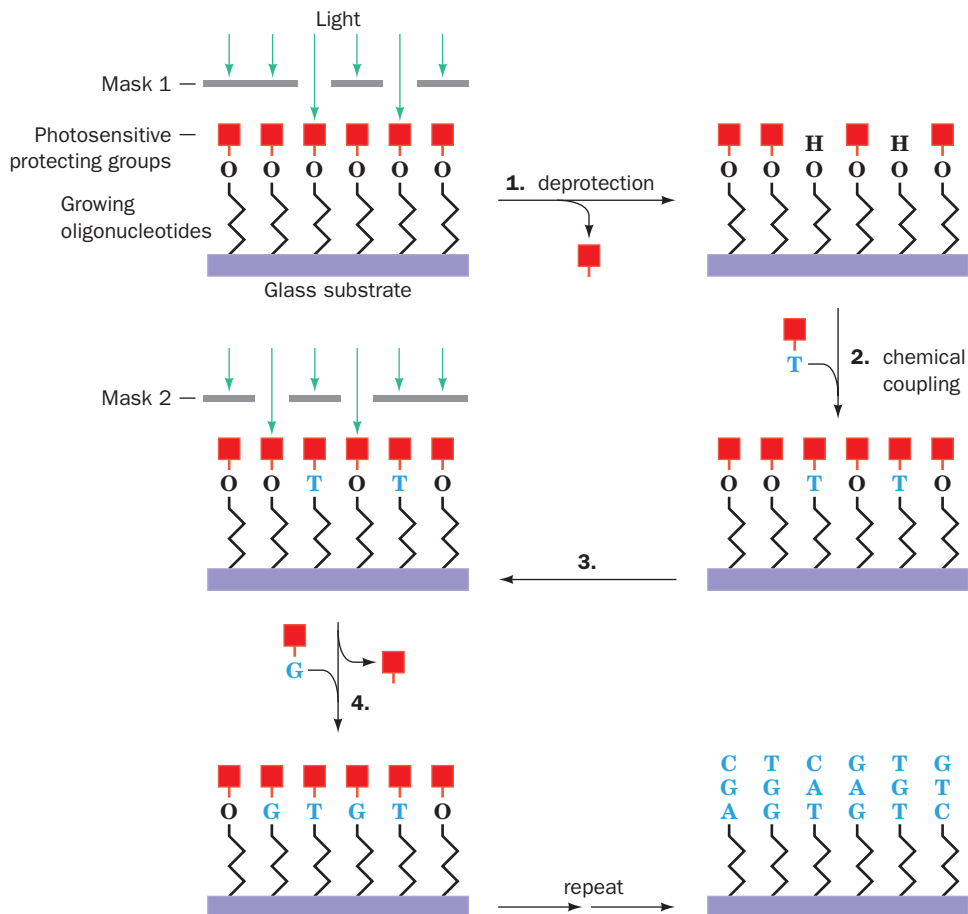 Light
Mask 1
Photosensitive
protecting groups
O O O O O O
Growing
oligonucleotides
Glass substrate
1. deprotection
H H
O O O O O O
T
2. chemical
coupling
O O T O T O
3.
Mask 2
O O T O T O
G
4.
O G T G T O
repeat
C T C G T G
G G A A G T
A G T G T C